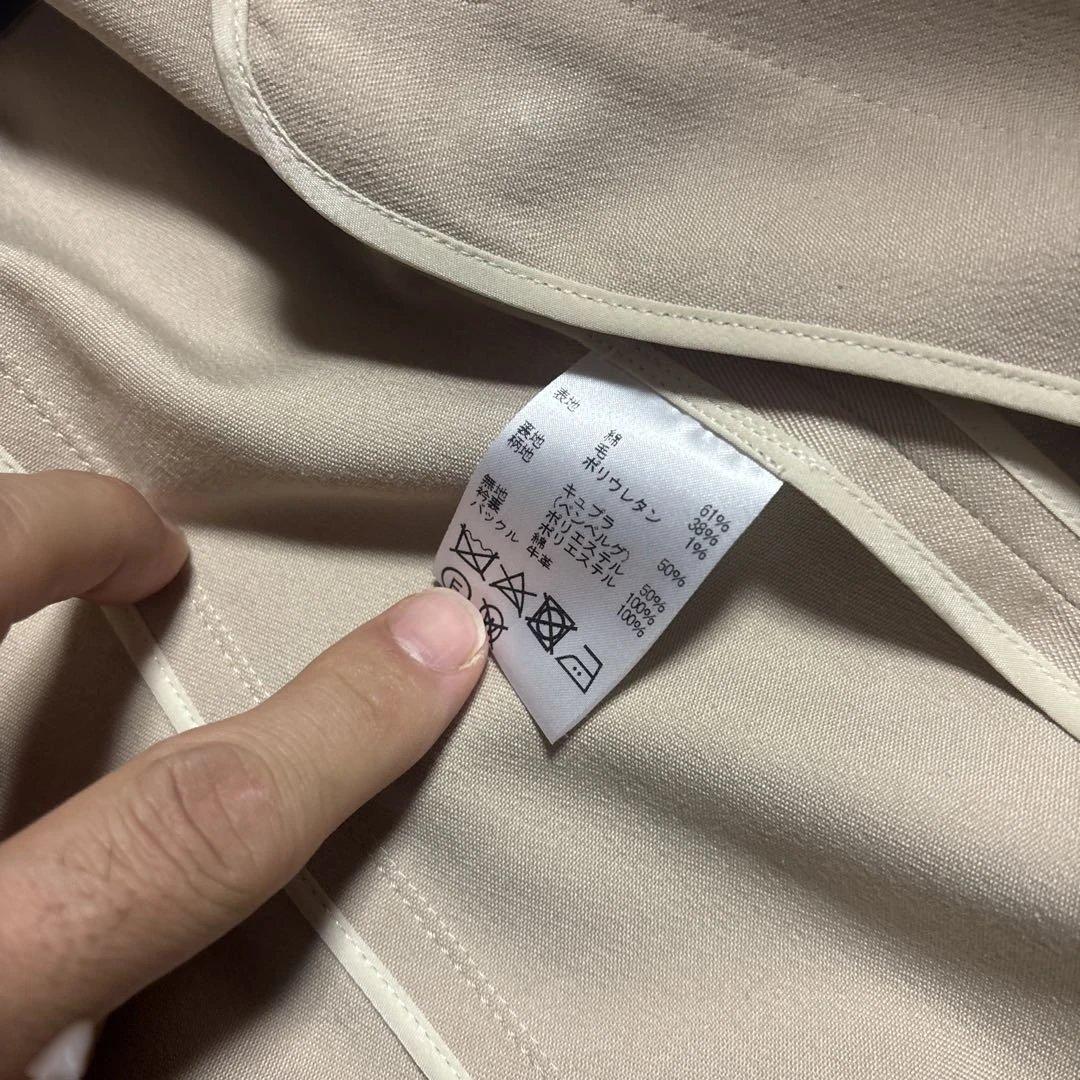 表地 綿 61%
毛 38%
ポリウレタン 1%
裏地
柄地 キュプラ 50%
(ベンベルグ)
ポリエステル 50%
無地 綿 100%
衿裏 ポリエステル 100%
バックル 牛革
F